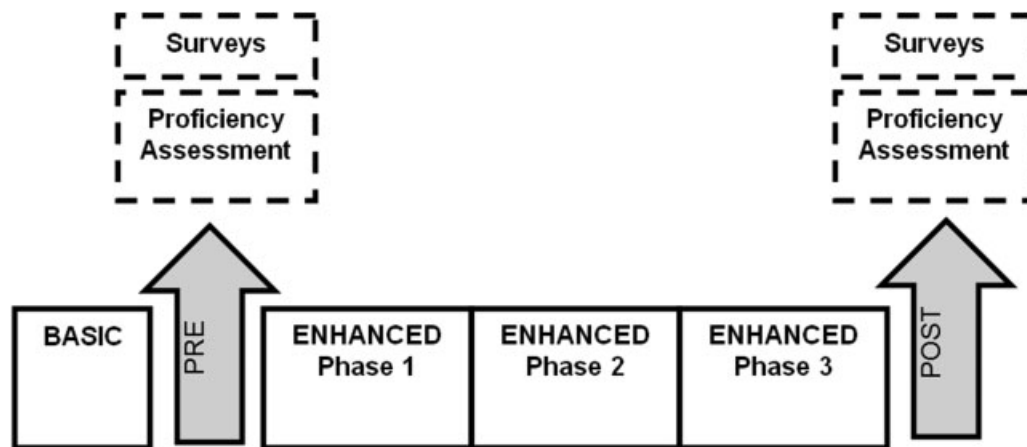 Surveys
Proficiency
Assessment
Surveys
Proficiency
Assessment
BASIC
PRE
ENHANCED
Phase 1
ENHANCED
Phase 2
ENHANCED
Phase 3
POST